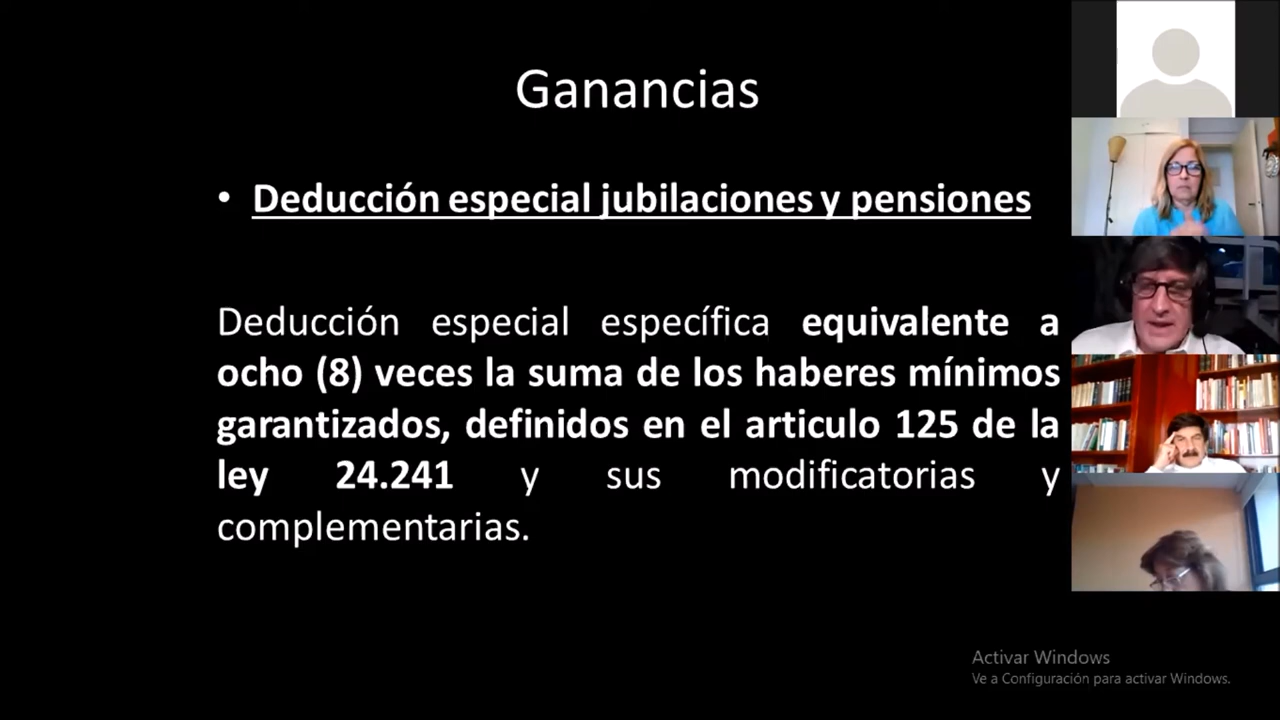 Ganancias
• Deducción especial jubilaciones y pensiones
Deducción especial específica equivalente a
ocho (8) veces la suma de los haberes mínimos
garantizados, definidos en el articulo 125 de la
ley 24.241 y sus modificatorias y
complementarias.
Activar Windows
Ve a Configuración para activar Windows.